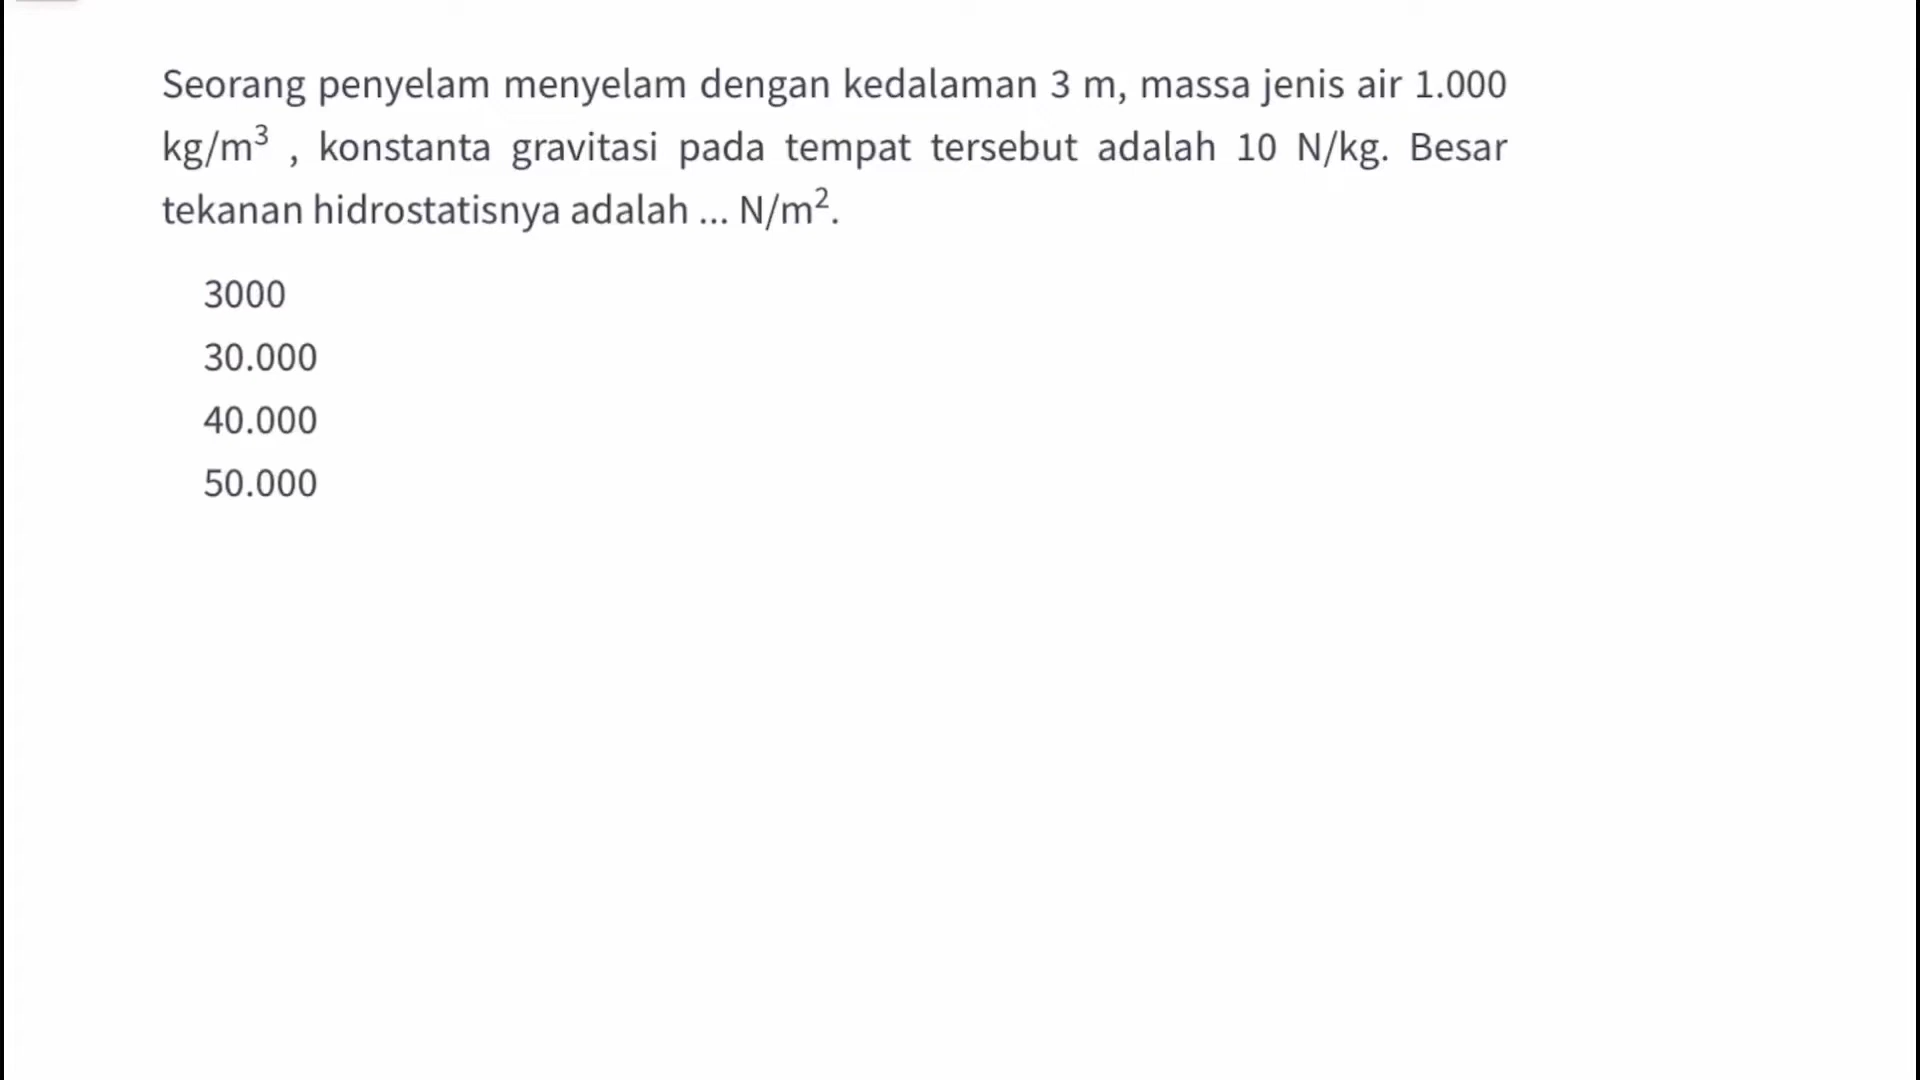 Seorang penyelam menyelam dengan kedalaman 3 m, massa jenis air 1.000
kg/m³ , konstanta gravitasi pada tempat tersebut adalah 10 N/kg. Besar
tekanan hidrostatisnya adalah ... N/m².
3000
30.000
40.000
50.000